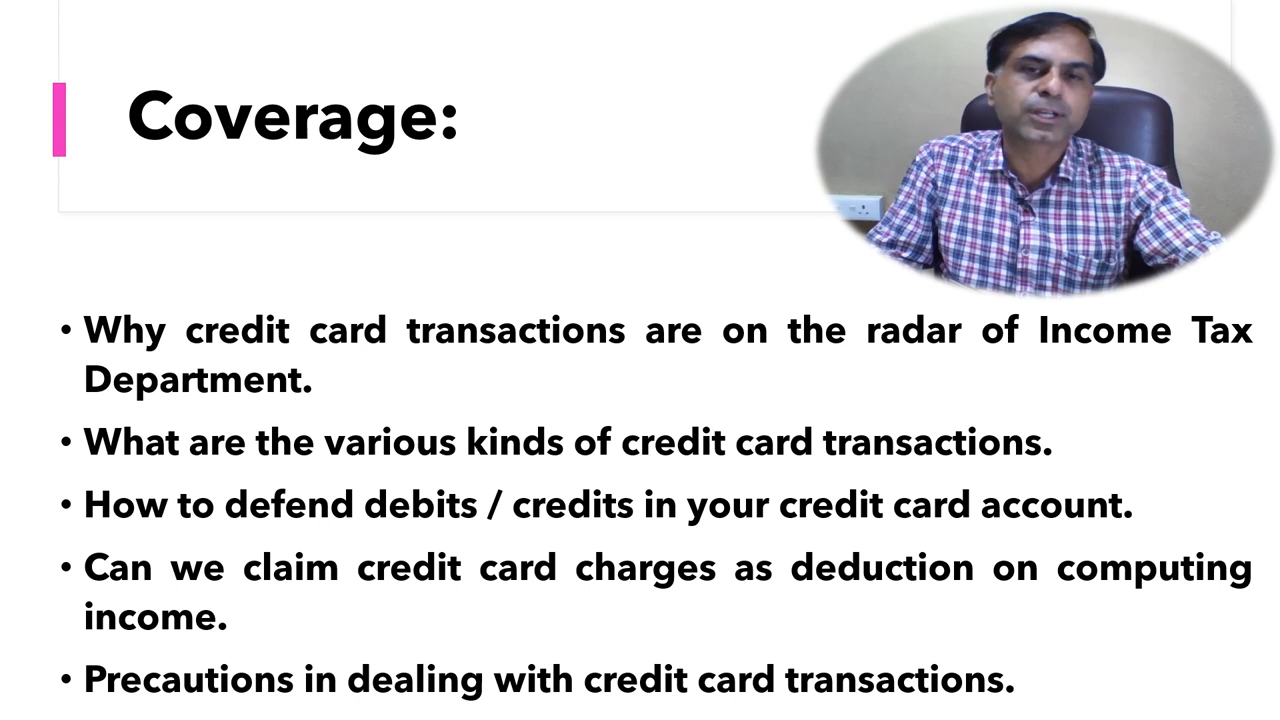 Coverage:
• Why credit card transactions are on the radar of Income Tax
Department.
• What are the various kinds of credit card transactions.
• How to defend debits / credits in your credit card account.
• Can we claim credit card charges as deduction on computing
income.
• Precautions in dealing with credit card transactions.